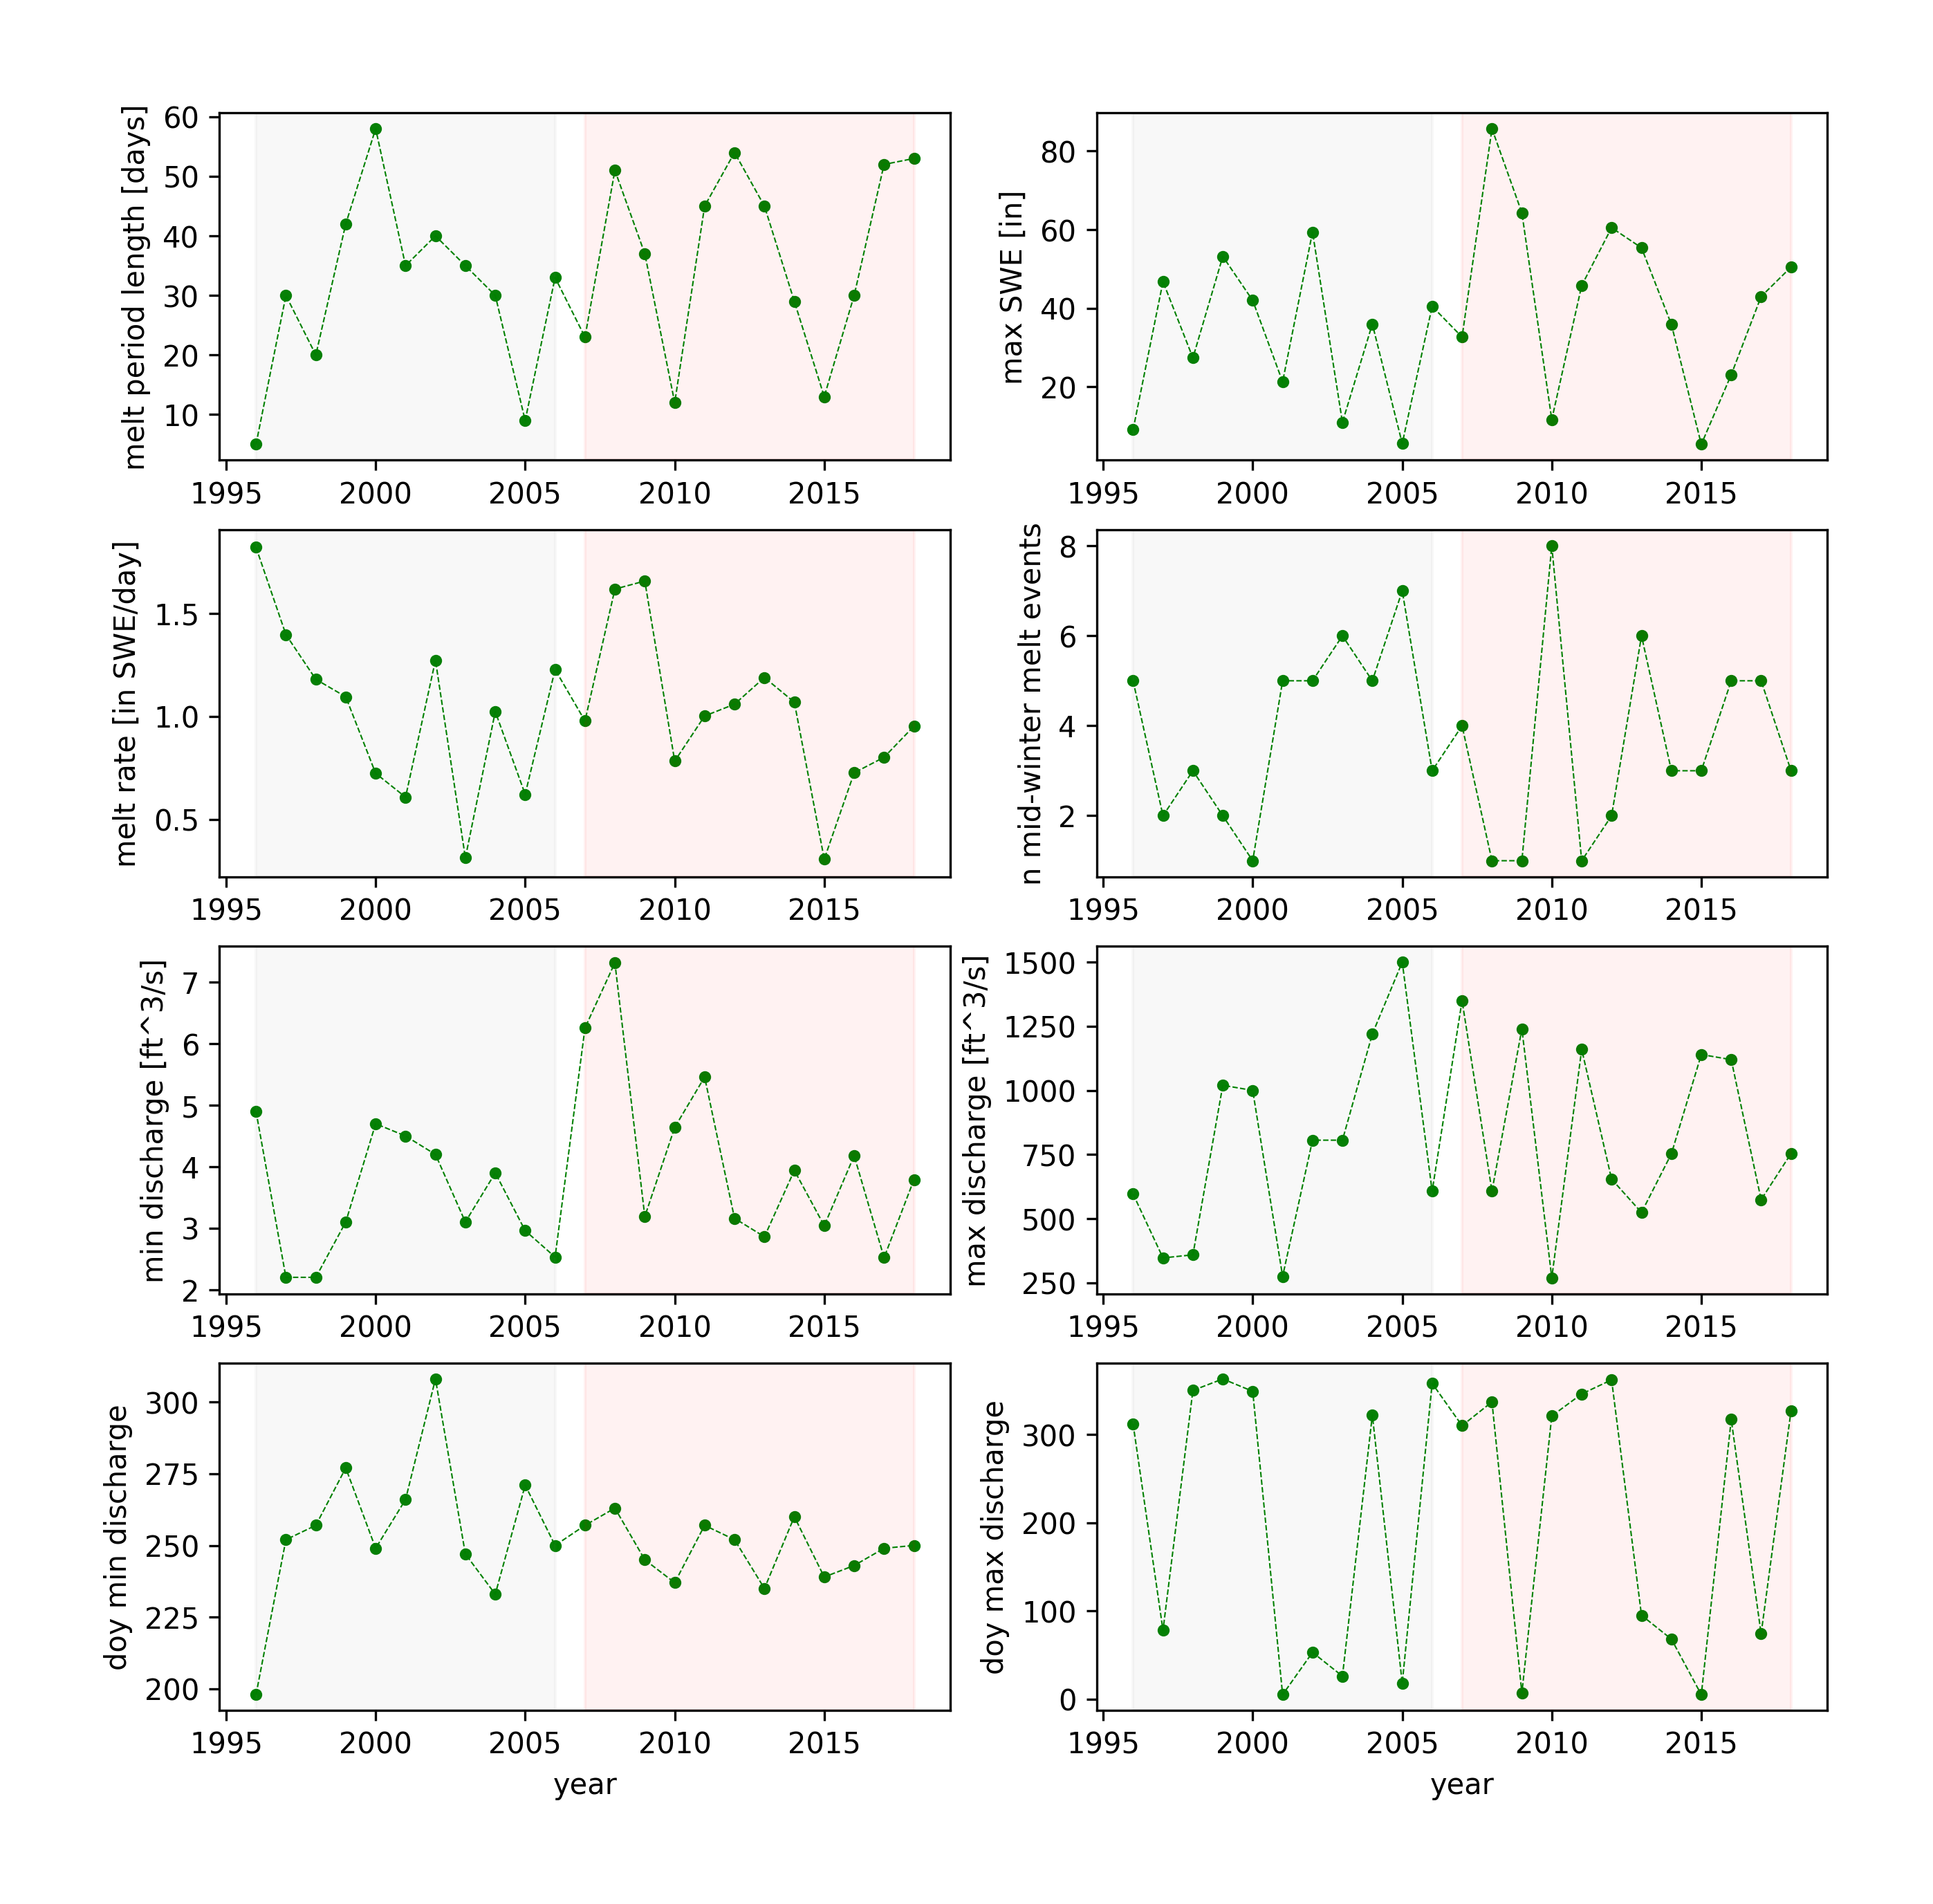 melt period length [days]
60
50
40
30
20
10
1995 2000 2005 2010 2015
max SWE [in]
80
60
40
20
1995 2000 2005 2010 2015
melt rate [in SWE/day]
1.5
1.0
0.5
1995 2000 2005 2010 2015
n mid-winter melt events
8
6
4
2
1995 2000 2005 2010 2015
min discharge [ft^3/s]
7
6
5
4
3
2
1995 2000 2005 2010 2015
max discharge [ft^3/s]
1500
1250
1000
750
500
250
1995 2000 2005 2010 2015
doy min discharge
300
275
250
225
200
1995 2000 2005 2010 2015
year
doy max discharge
300
200
100
0
1995 2000 2005 2010 2015
year